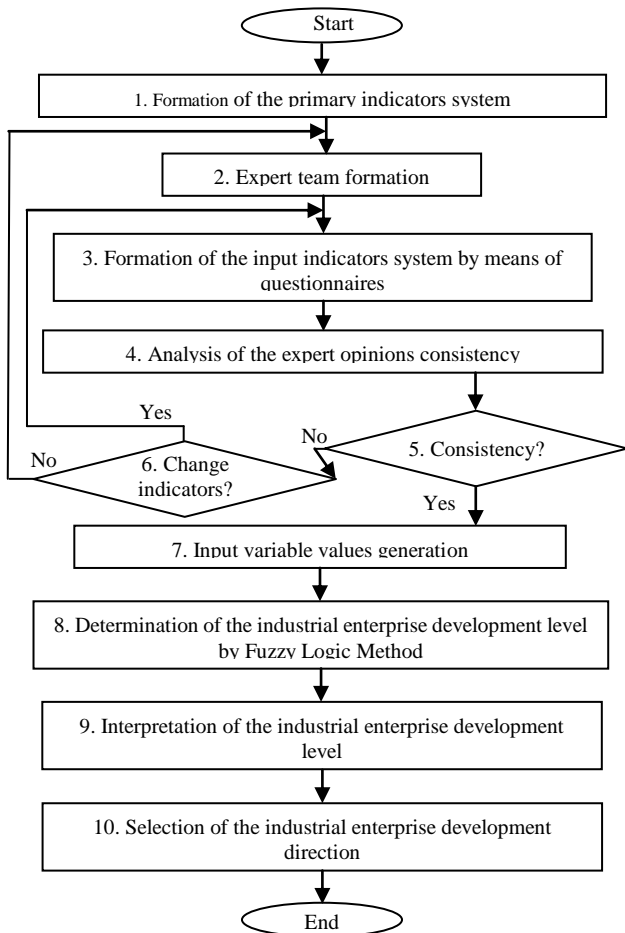 Start
1. Formation of the primary indicators system
2. Expert team formation
3. Formation of the input indicators system by means of
questionnaires
4. Analysis of the expert opinions consistency
Yes
No
5. Consistency?
No
6. Change
indicators?
Yes
7. Input variable values generation
8. Determination of the industrial enterprise development level
by Fuzzy Logic Method
9. Interpretation of the industrial enterprise development
level
10. Selection of the industrial enterprise development
direction
End